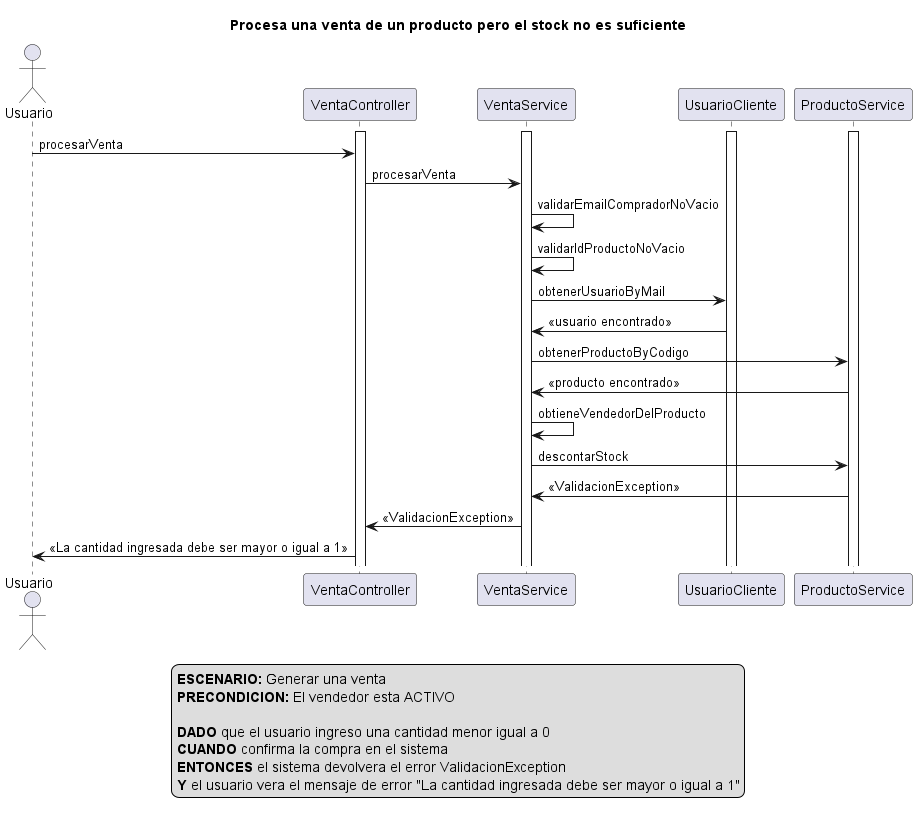 Procesa una venta de un producto pero el stock no es suficiente
Usuario
VentaController
VentaService
UsuarioCliente
ProductoService
procesarVenta
procesarVenta
validarEmailCompradorNoVacio
validarIdProductoNoVacio
obtenerUsuarioByMail
«usuario encontrado»
obtenerProductoByCodigo
«producto encontrado»
obtieneVendedorDelProducto
descontarStock
«ValidacionException»
«ValidacionException»
«La cantidad ingresada debe ser mayor o igual a 1»
Usuario
VentaController
VentaService
UsuarioCliente
ProductoService
ESCENARIO: Generar una venta
PRECONDICION: El vendedor esta ACTIVO
DADO que el usuario ingreso una cantidad menor igual a 0
CUANDO confirma la compra en el sistema
ENTONCES el sistema devolvera el error ValidacionException
Y el usuario vera el mensaje de error "La cantidad ingresada debe ser mayor o igual a 1"